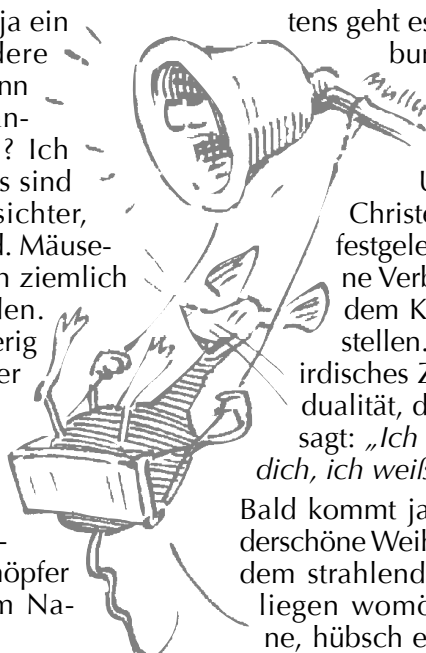 ja ein
dere
nn
n-
? Ich
s sind
sichter,
d. Mäuse-
n ziemlich
den.
erig
er
-
höpfer
m Na-
tens geht es
bun
U
Christe
festgele
ne Verb
dem K
stellen.
irdisches Z
dualität, d
sagt: „Ich
dich, ich weiß
Bald kommt ja
derschöne Weih
dem strahlend
liegen womö
ne, hübsch e